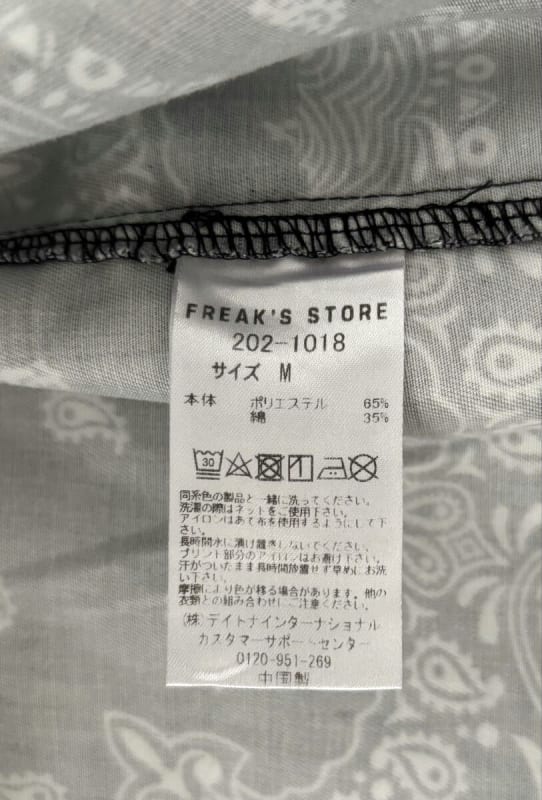 FREAK'S STORE
202-1018
サイズ M
本体 ポリエステル 65%
綿 35%
30
同系色の製品と一緒に洗ってください。
洗濯の際はネットをご使用下さい。
アイロンはあて布を使用するようにして下
さい。
長時間水に漬け置きしないでください。
プリント部分のアイロンはお避け下さい。
汗がついたまま長時間放置せず早めにお洗
い下さい。
摩擦により色が移る場合があります。他の
衣類との組み合わせにご注意ください。
(株)デイトナインターナショナル
カスタマーサポートセンター
0120-951-269
中国製